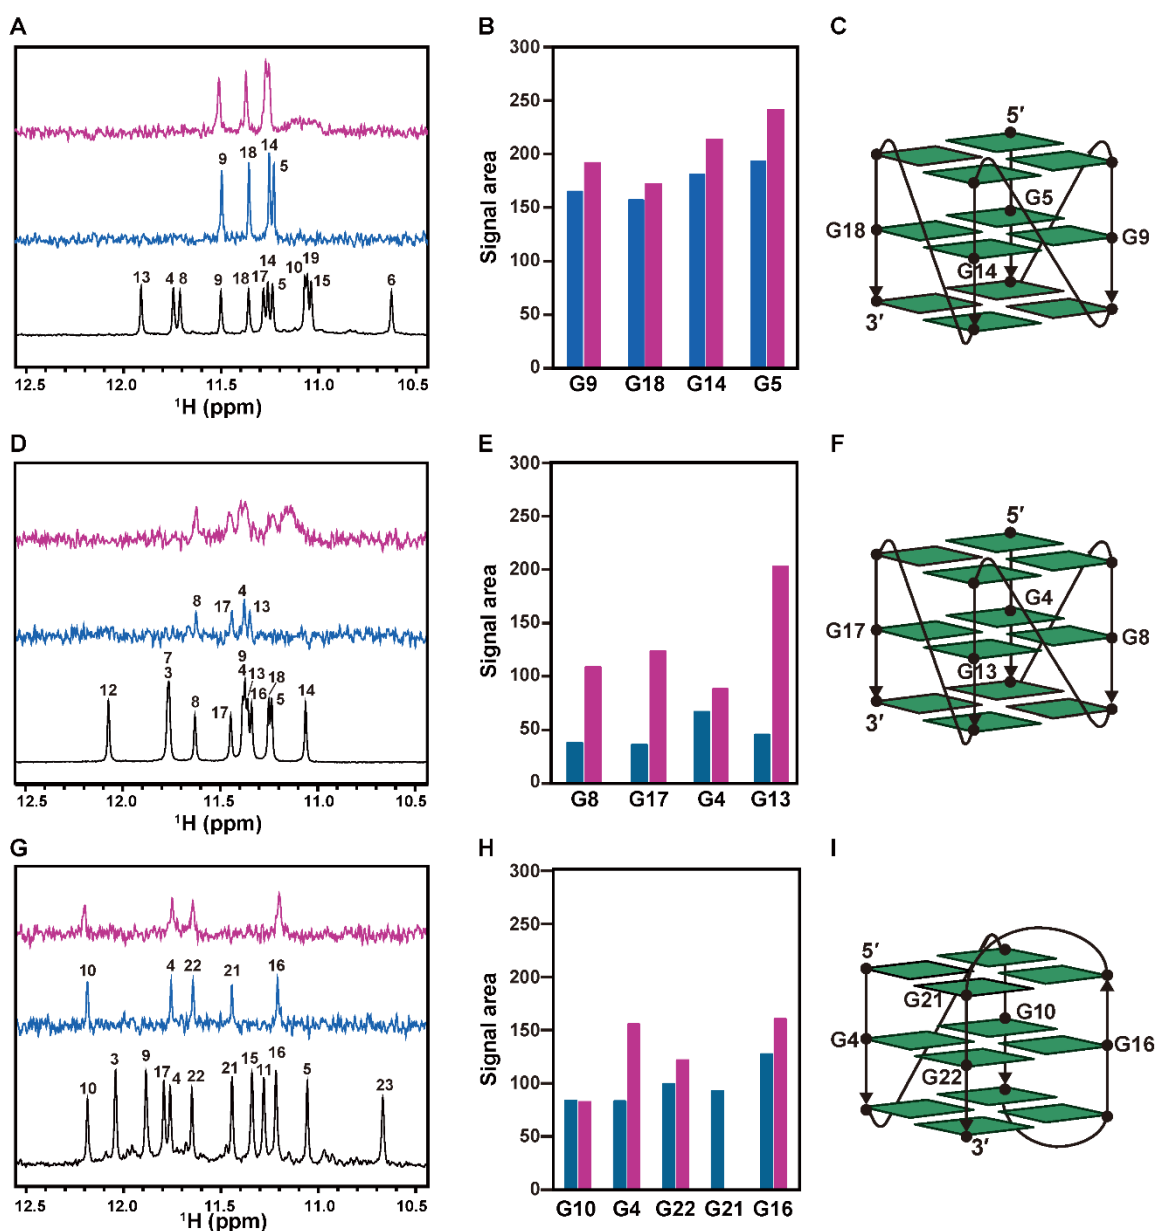 A
9
18
14
5
13
4
8
9
18
17
14
5
10
19
15
6
12.5
12.0
11.5
11.0
10.5
¹H (ppm)
B
Signal area
300
250
200
150
100
50
0
G9
G18
G14
G5
C
5′
G5
G18
G9
G14
3′
D
8
17
4
13
12
7
3
8
17
9
4
13
16
18
5
14
12.5
12.0
11.5
11.0
10.5
¹H (ppm)
E
Signal area
300
250
200
150
100
50
0
G8
G17
G4
G13
F
5′
G4
G17
G8
G13
3′
G
10
4
22
21
16
10
3
9
17
4
22
21
15
11
16
5
23
12.5
12.0
11.5
11.0
10.5
¹H (ppm)
H
Signal area
300
250
200
150
100
50
0
G10
G4
G22
G21
G16
I
5′
G21
G10
G4
G16
G22
3′